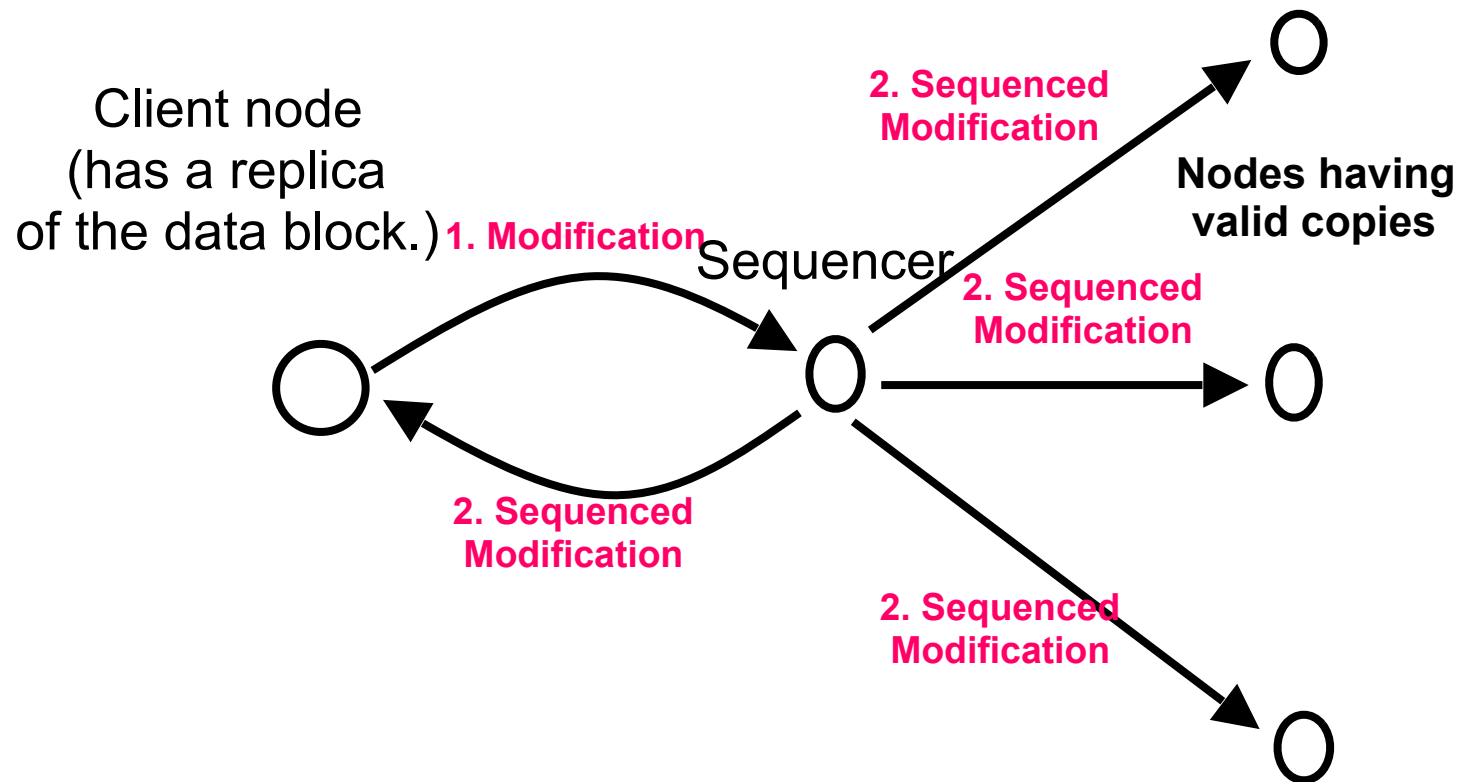 Client node
(has a replica
of the data block.)
1. Modification
Sequencer
2. Sequenced
Modification
Nodes having
valid copies
2. Sequenced
Modification
2. Sequenced
Modification
2. Sequenced
Modification